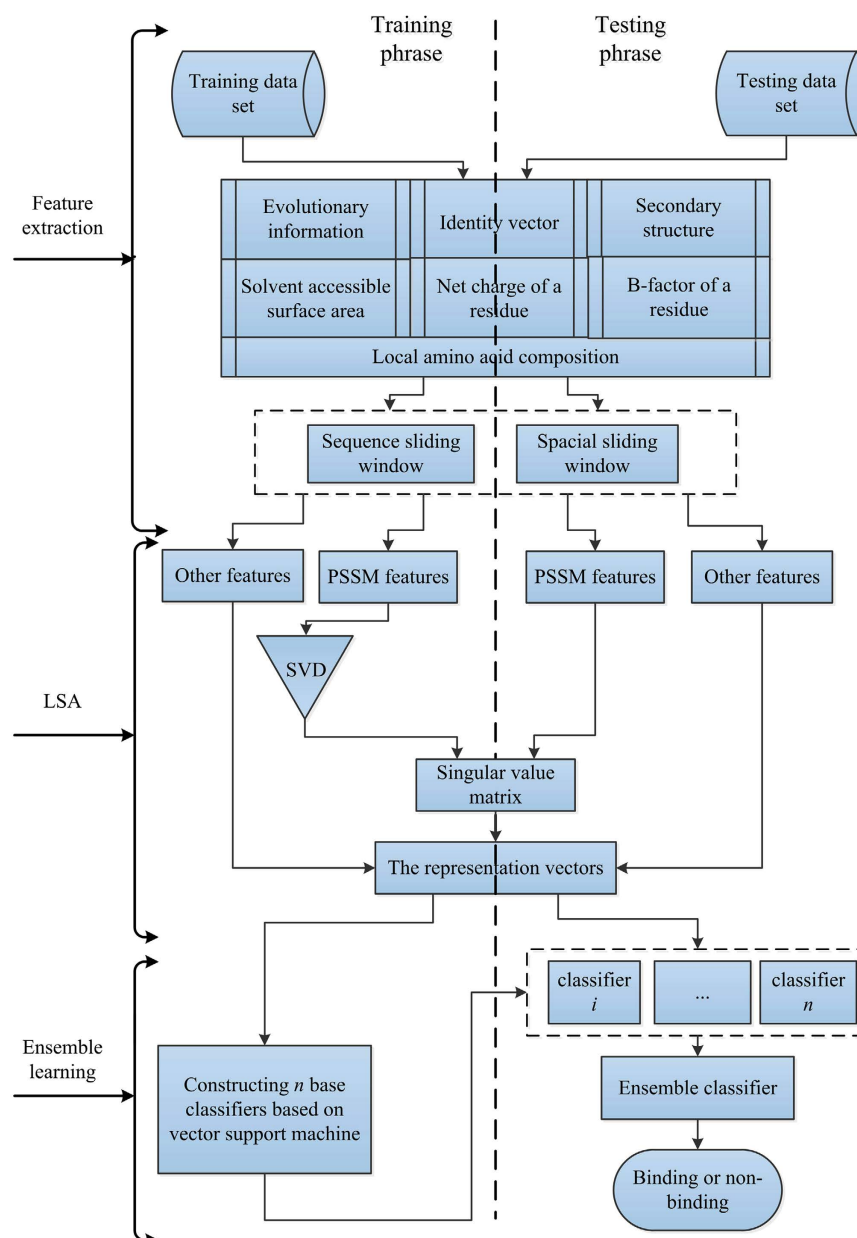 Training
phrase
Testing
phrase
Training data
set
Testing data
set
Feature
extraction
Evolutionary
information
Identity vector
Secondary
structure
Solvent accessible
surface area
Net charge of a
residue
B-factor of a
residue
Local amino acid composition
Sequence sliding
window
Spacial sliding
window
Other features
PSSM features
PSSM features
Other features
SVD
LSA
Singular value
matrix
The representation vectors
classifier
i
...
classifier
n
Ensemble
learning
Constructing n base
classifiers based on
vector support machine
Ensemble classifier
Binding or non-
binding